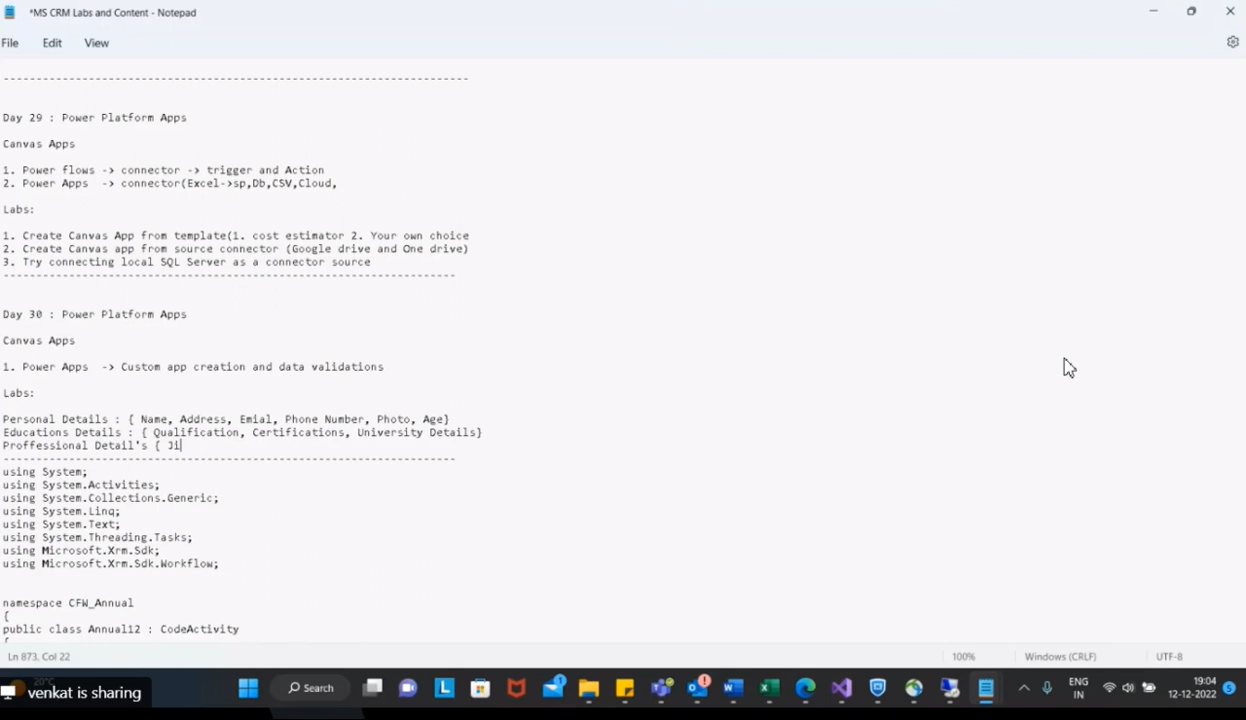 *MS CRM Labs and Content - Notepad
File Edit View
-----------------------------------------------------------------------
Day 29 : Power Platform Apps
Canvas Apps
1. Power flows -> connector -> trigger and Action
2. Power Apps -> connector(Excel->sp,Db,CSV,Cloud,
Labs:
1. Create Canvas App from template(1. cost estimator 2. Your own choice
2. Create Canvas app from source connector (Google drive and One drive)
3. Try connecting local SQL Server as a connector source
---------------------------------------------------------------------
Day 30 : Power Platform Apps
Canvas Apps
1. Power Apps -> Custom app creation and data validations
Labs:
Personal Details : { Name, Address, Emial, Phone Number, Photo, Age}
Educations Details : { Qualification, Certifications, University Details}
Proffessional Detail's { Ji
---------------------------------------------------------------------
using System;
using System.Activities;
using System.Collections.Generic;
using System.Linq;
using System.Text;
using System.Threading.Tasks;
using Microsoft.Xrm.Sdk;
using Microsoft.Xrm.Sdk.Workflow;
namespace CFW_Annual
{
public class Annual12 : CodeActivity
{
Ln 873, Col 22 100% Windows (CRLF) UTF-8
20°C
venkat is sharing
Search
ENG
IN
19:04
12-12-2022
5